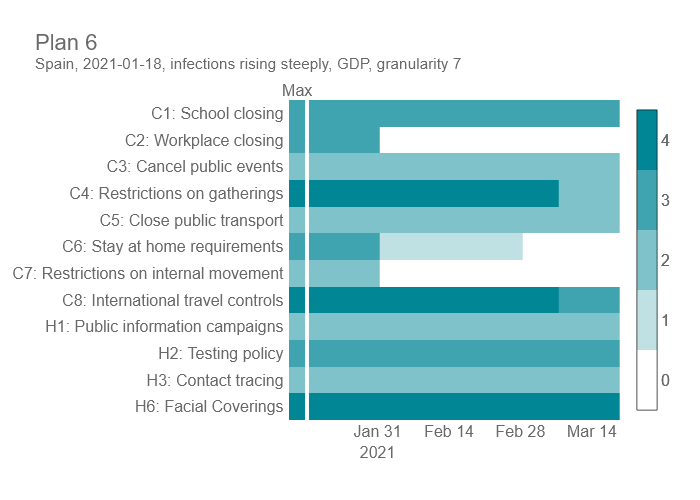 Plan 6
Spain, 2021-01-18, infections rising steeply, GDP, granularity 7
Max
C1: School closing
C2: Workplace closing
C3: Cancel public events
C4: Restrictions on gatherings
C5: Close public transport
C6: Stay at home requirements
C7: Restrictions on internal movement
C8: International travel controls
H1: Public information campaigns
H2: Testing policy
H3: Contact tracing
H6: Facial Coverings
Jan 31 Feb 14 Feb 28 Mar 14
2021
4
3
2
1
0